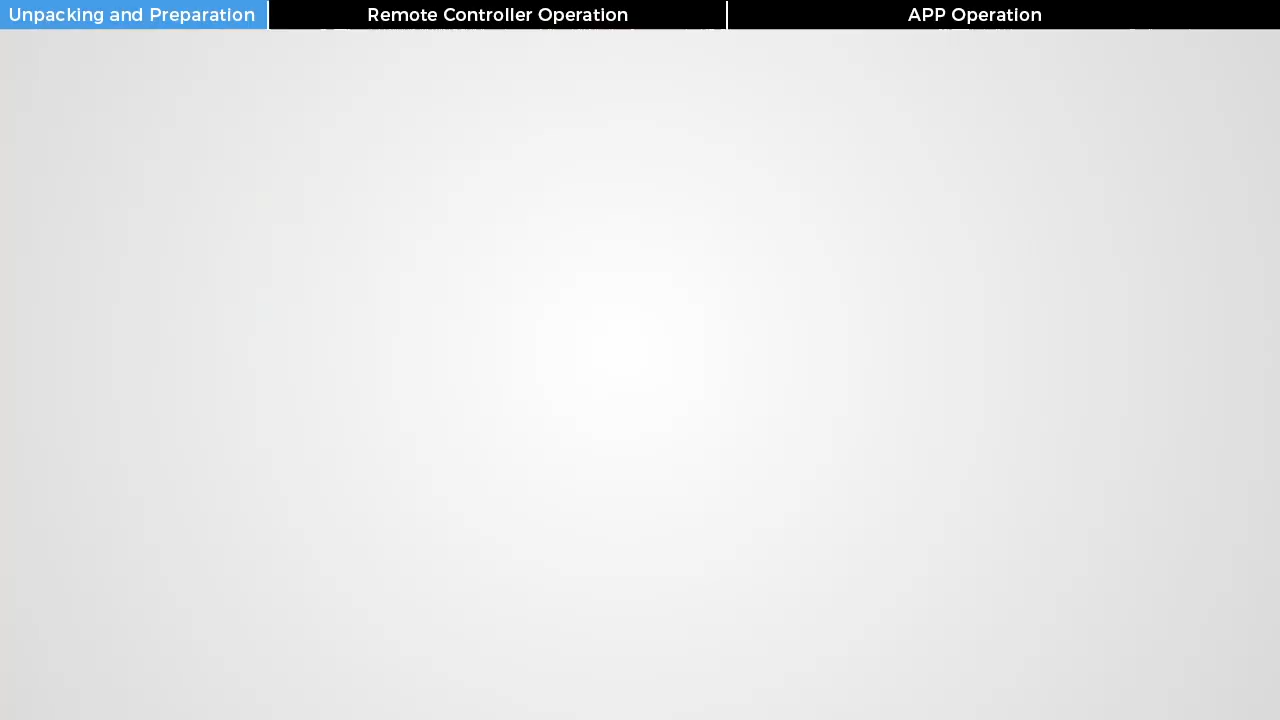 Unpacking and Preparation
Remote Controller Operation
APP Operation